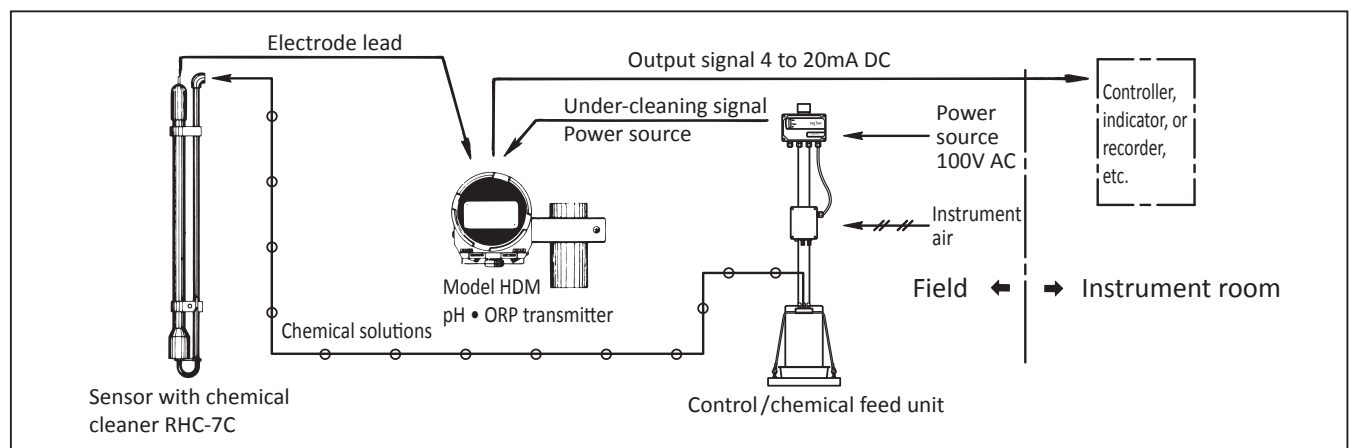 Electrode lead
Output signal 4 to 20mA DC
Under-cleaning signal
Power source
Power
source
100V AC
Controller,
indicator, or
recorder,
etc.
Instrument
air
Field
Instrument room
Model HDM
pH • ORP transmitter
Chemical solutions
Sensor with chemical
cleaner RHC-7C
Control/chemical feed unit